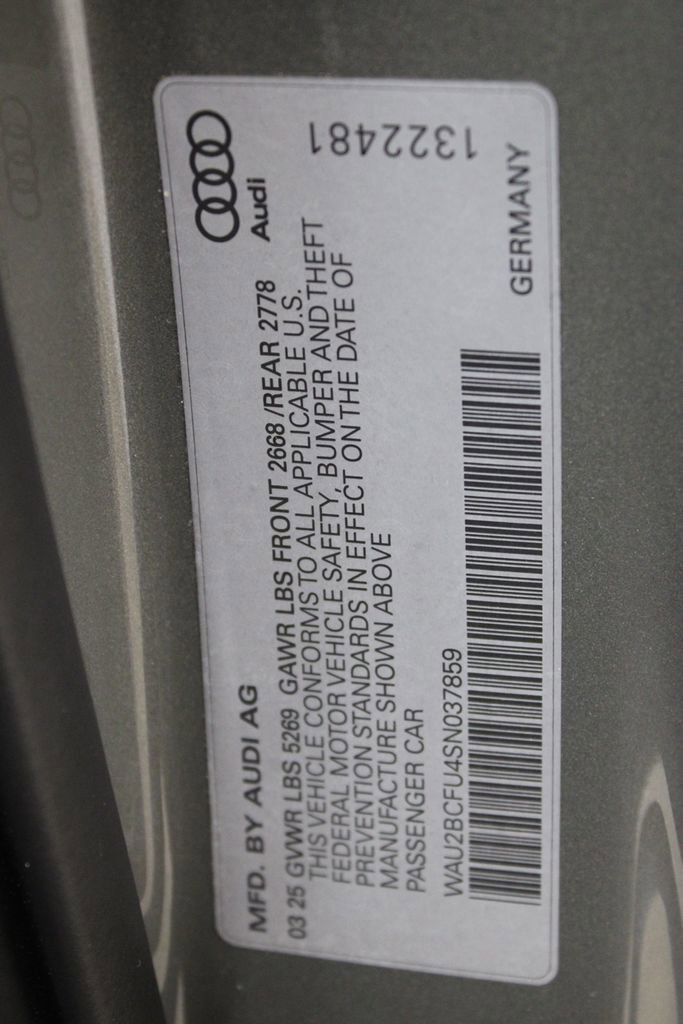 MFD. BY AUDI AG
Audi
03 25 GVWR LBS 5269 GAWR LBS FRONT 2668 /REAR 2778
THIS VEHICLE CONFORMS TO ALL APPLICABLE U.S.
FEDERAL MOTOR VEHICLE SAFETY, BUMPER AND THEFT
PREVENTION STANDARDS IN EFFECT ON THE DATE OF
MANUFACTURE SHOWN ABOVE
PASSENGER CAR
1322481
WAU2BCFU4SN037859
GERMANY